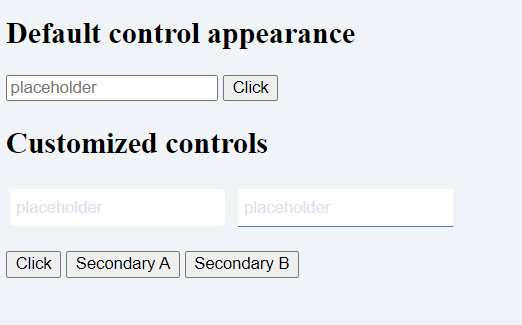 Default control appearance
placeholder Click
Customized controls
placeholder placeholder
Click Secondary A Secondary B